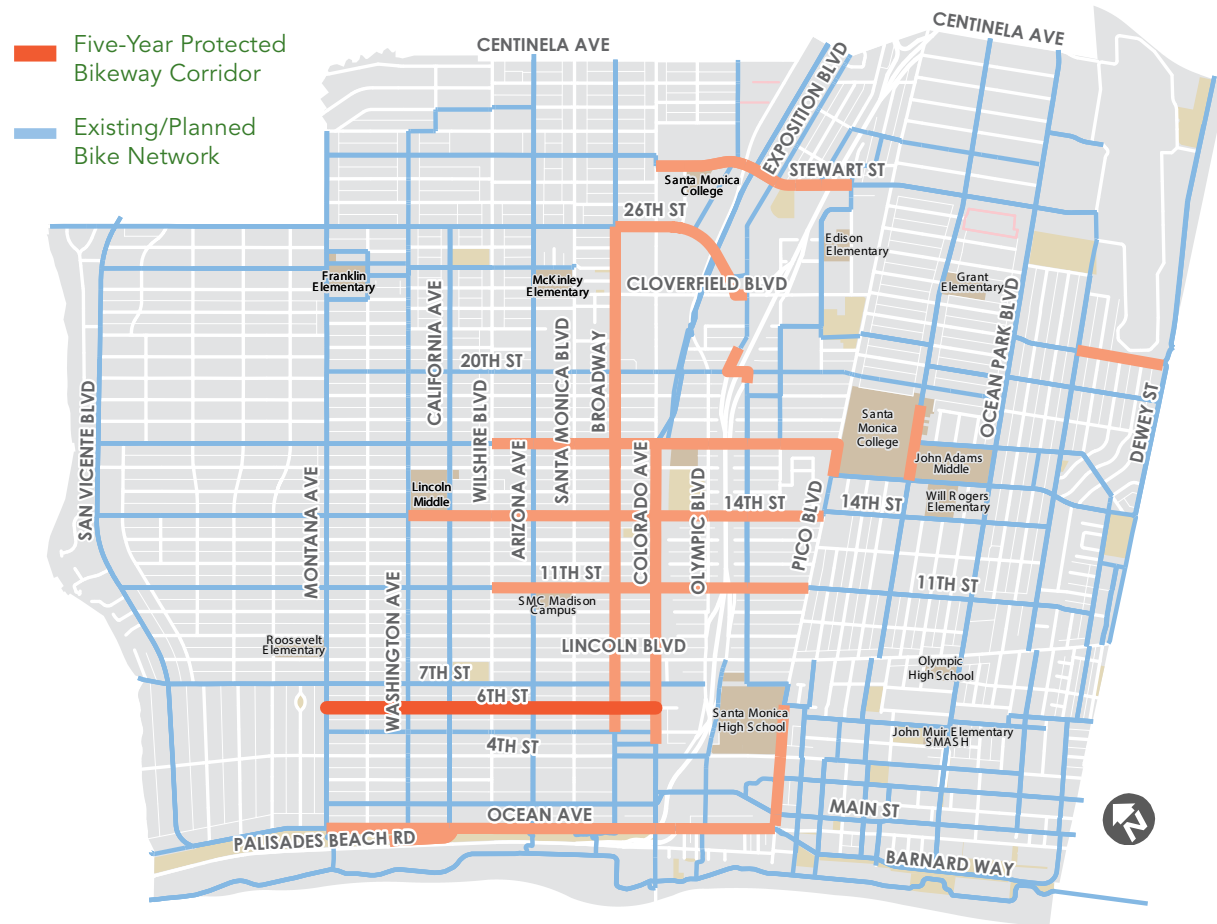 Five-Year Protected
Bikeway Corridor
Existing/Planned
Bike Network
CENTINELA AVE
CENTINELA AVE
EXPOSITION BLVD
STEWART ST
Santa Monica
College
26TH ST
Edison
Elementary
Franklin
Elementary
McKinley
Elementary
CLOVERFIELD BLVD
Grant
Elementary
CALIFORNIA AVE
SANTA MONICA BLVD
BROADWAY
OCEAN PARK BLVD
20TH ST
SAN VICENTE BLVD
WILSHIRE BLVD
DEWEY ST
Santa
Monica
College
John Adams
Middle
MONTANA AVE
ARIZONA AVE
COLORADO AVE
OLYMPIC BLVD
PICO BLVD
Lincoln
Middle
14TH ST
14TH ST
Will Rogers
Elementary
11TH ST
11TH ST
SMC Madison
Campus
WASHINGTON AVE
Roosevelt
Elementary
LINCOLN BLVD
7TH ST
6TH ST
4TH ST
Olympic
High School
Santa Monica
High School
John Muir Elementary
SMASH
OCEAN AVE
MAIN ST
PALISADES BEACH RD
BARNARD WAY
N